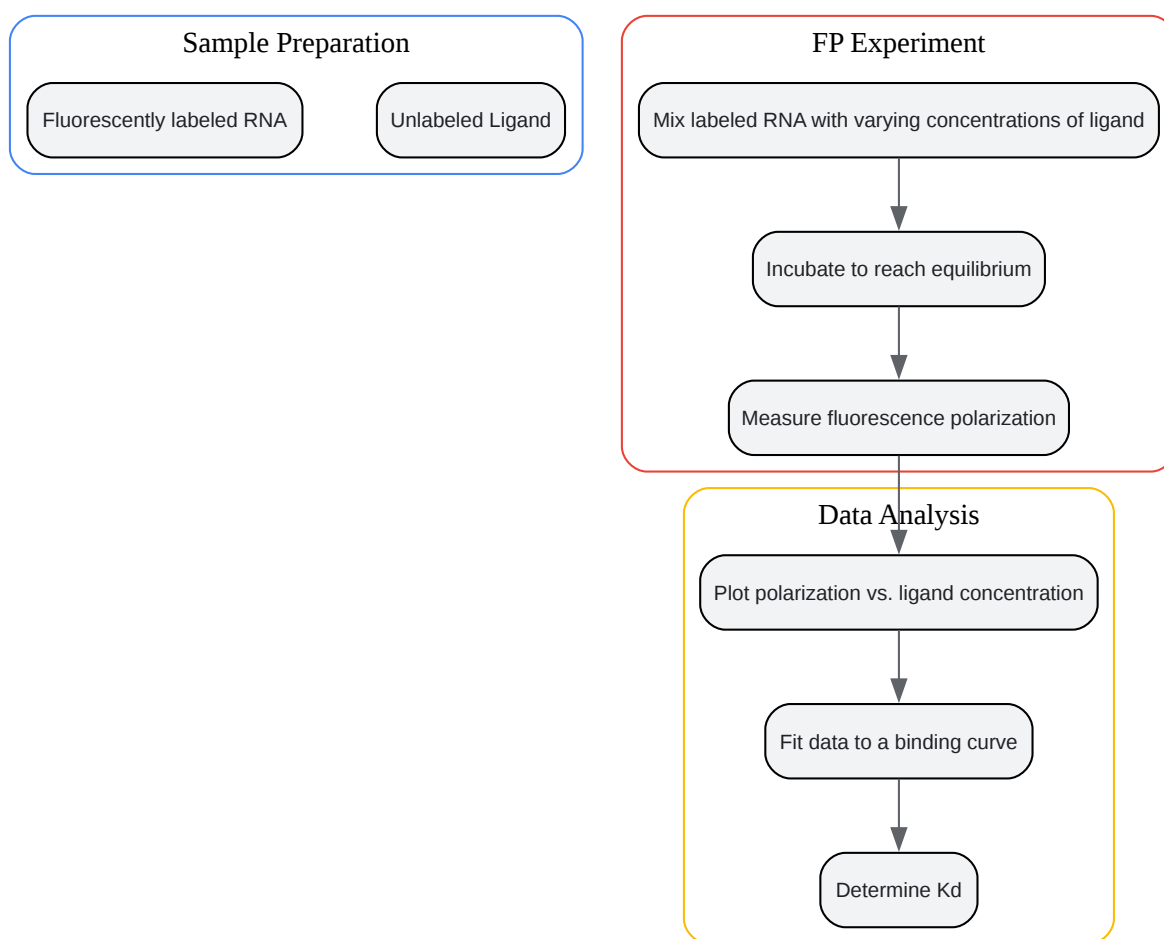 Sample Preparation
Fluorescently labeled RNA
Unlabeled Ligand
FP Experiment
Mix labeled RNA with varying concentrations of ligand
Incubate to reach equilibrium
Measure fluorescence polarization
Data Analysis
Plot polarization vs. ligand concentration
Fit data to a binding curve
Determine Kd